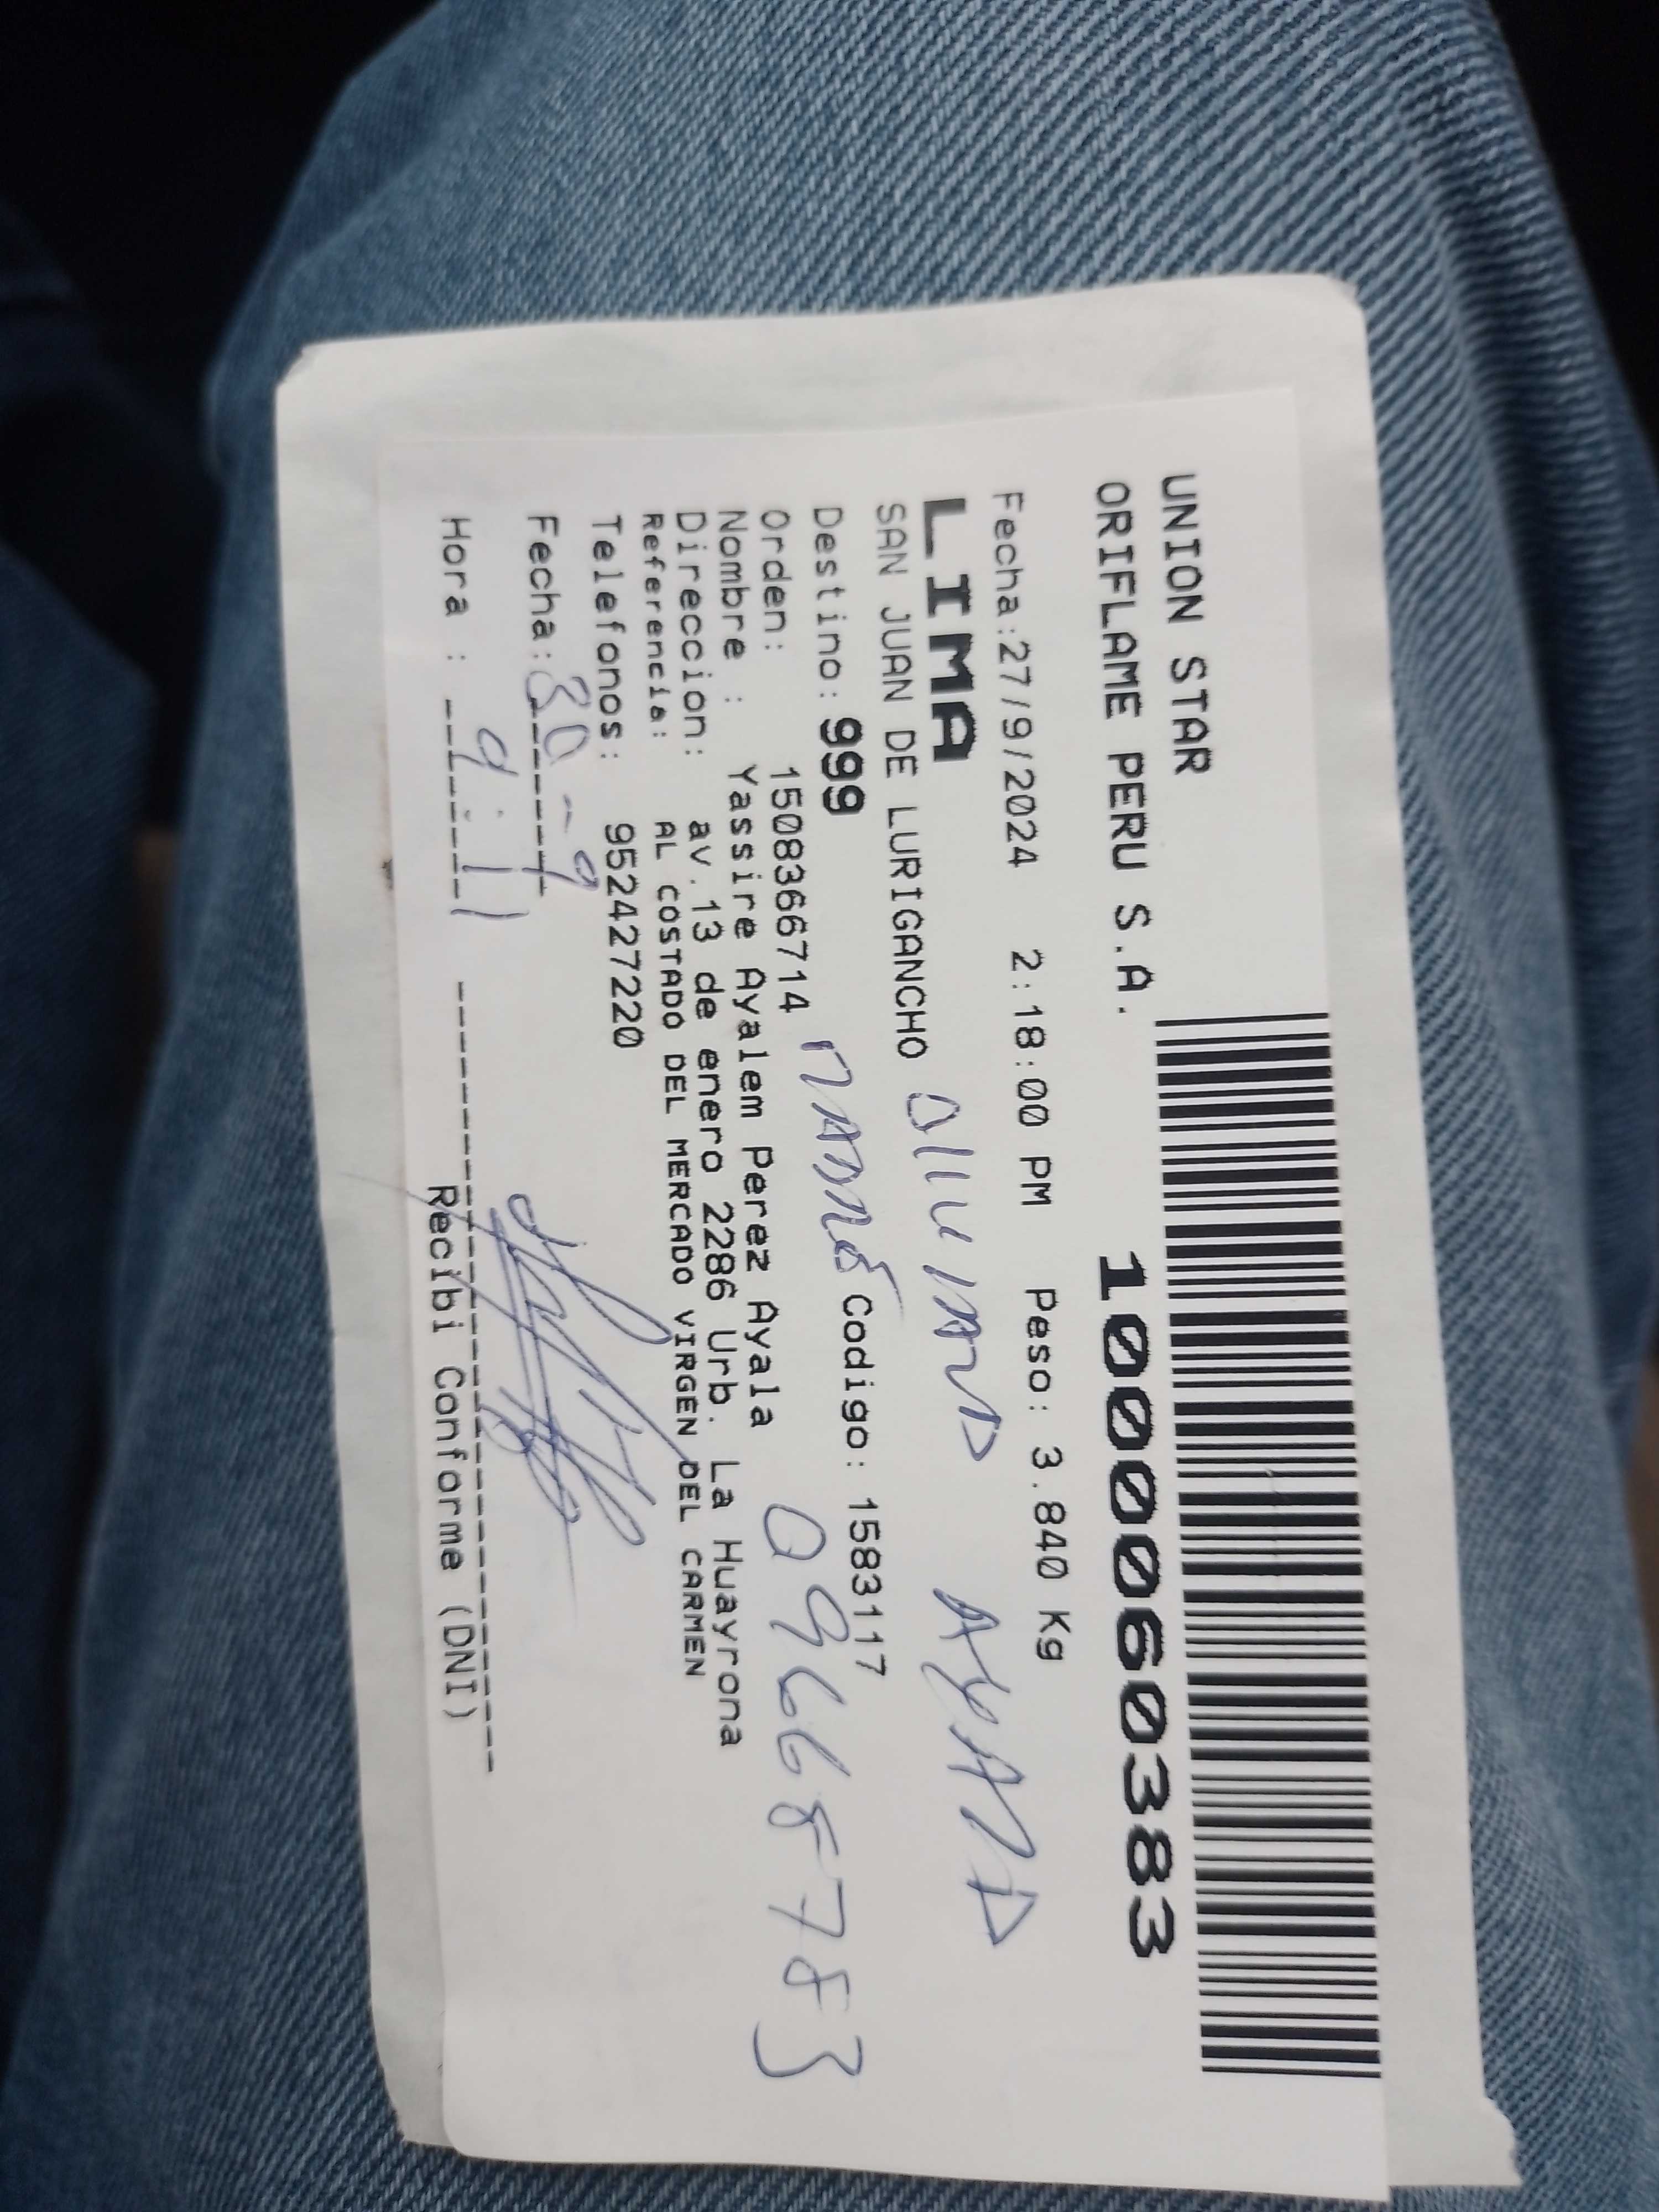 UNION STAR
ORIFLAME PERU S.A. 10000060383
Fecha:27/9/2024 2:18:00 PM Peso: 3.840 Kg
LIMA
SAN JUAN DE LURIGANCHO
AYALA
Destino: 999 mamá Codigo: 1583117
Orden: 1508366714
09668783
Nombre : Yassire Ayalem Perez Ayala
Direccion: av. 13 de enero 2286 Urb. La Huayrona
Referencia: AL COSTADO DEL MERCADO VIRGEN DEL CARMEN
Telefonos: 952427220
Fecha: 30-9
Hora : 9:11
Recibi Conforme (DNI)